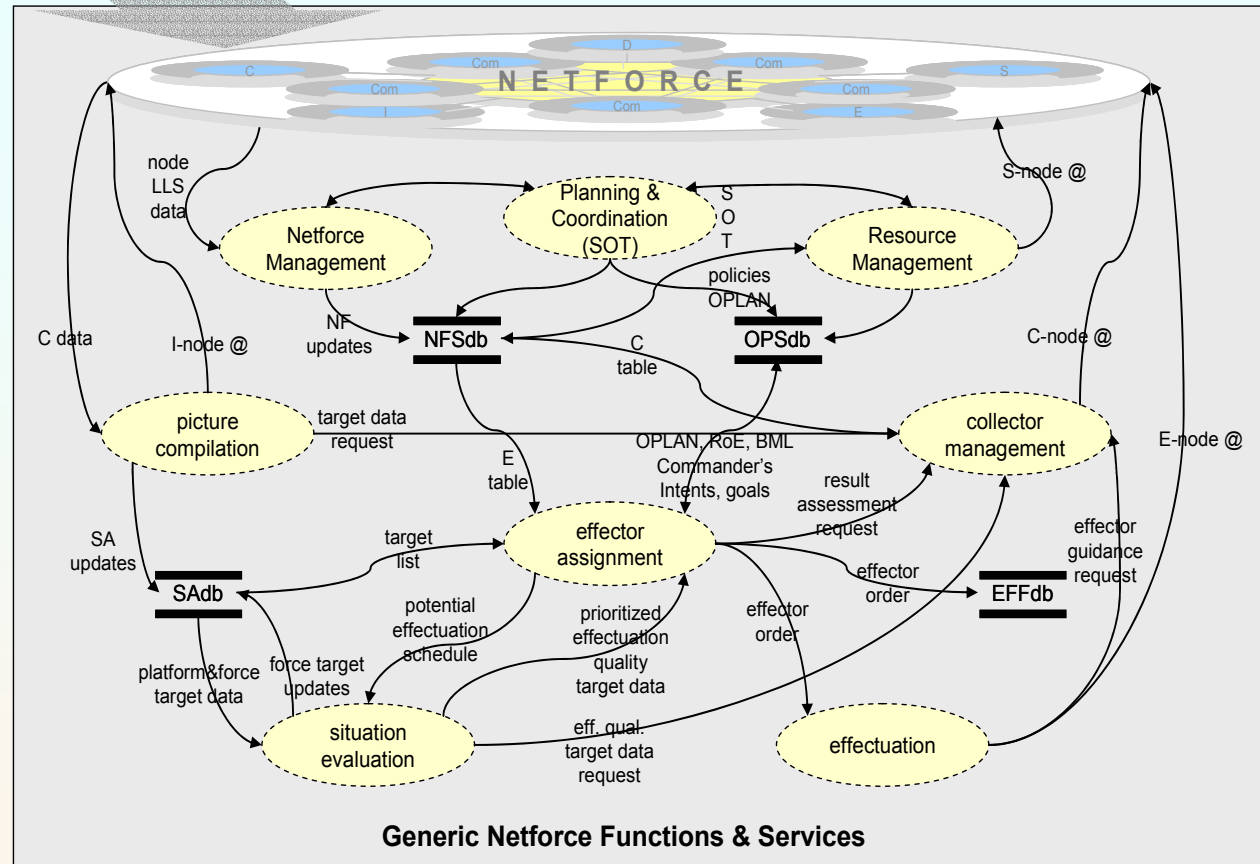 D
C
Com
Com
S
NETFORCE
Com
Com
I
Com
E
node
LLS
data
S-node @
Planning &
Coordination
(SOT)
S
O
T
Netforce
Management
Resource
Management
policies
OPLAN
NF
updates
NFSdb
OPSdb
C data
I-node @
C
table
C-node @
picture
compilation
target data
request
collector
management
E-node @
OPLAN, RoE, BML
Commander's
Intents, goals
E
table
result
assessment
request
effector
guidance
request
SA
updates
target
list
effector
assignment
SAdb
effector
order
EFFdb
potential
effectuation
schedule
prioritized
effectuation
quality
target data
effector
order
platform&force
target data
force target
updates
situation
evaluation
eff. qual.
target data
request
effectuation
Generic Netforce Functions & Services